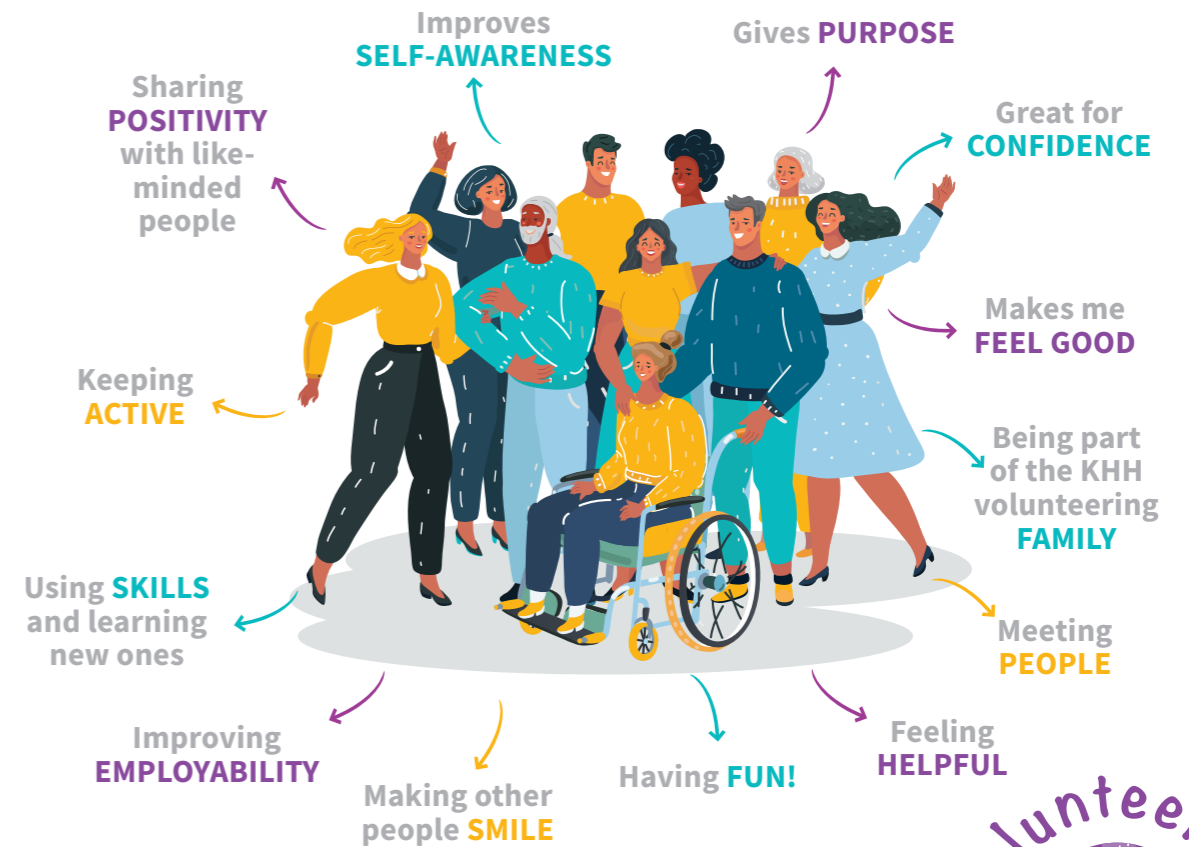 Improves
SELF-AWARENESS
Gives PURPOSE
Sharing
POSITIVITY
with like-
minded
people
Great for
CONFIDENCE
Makes me
FEEL GOOD
Keeping
ACTIVE
Being part
of the KHH
volunteering
FAMILY
Using SKILLS
and learning
new ones
Meeting
PEOPLE
Improving
EMPLOYABILITY
Feeling
HELPFUL
Having FUN!
Making other
people SMILE